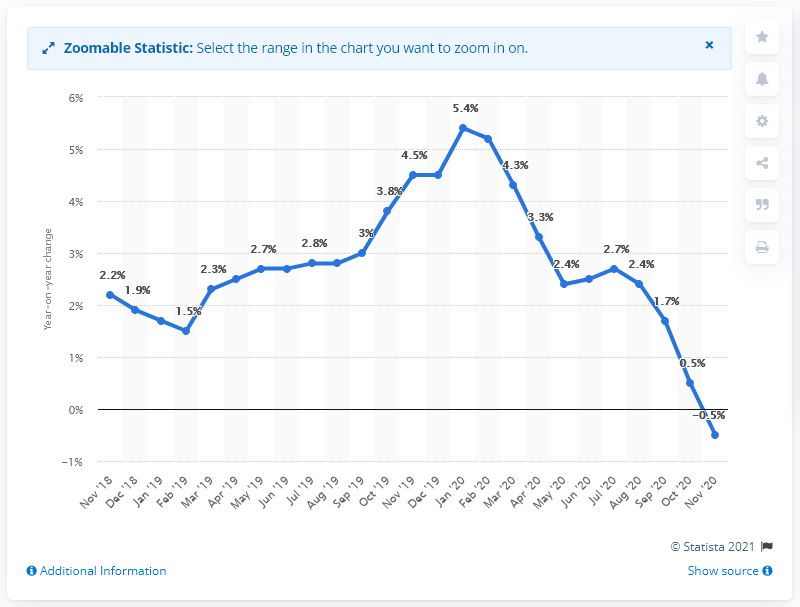 Zoomable Statistic: Select the range in the chart you want to zoom in on.
6%
5%
4%
3%
2%
1%
0%
−1%
Year-on-year change
2.2%
1.9%
1.5%
2.3%
2.7%
2.8%
3%
3.8%
4.5%
5.4%
4.3%
3.3%
2.4%
2.7%
2.4%
1.7%
0.5%
−0.5%
Nov '18
Dec '18
Jan '19
Feb '19
Mar '19
Apr '19
May '19
Jun '19
Jul '19
Aug '19
Sep '19
Oct '19
Nov '19
Dec '19
Jan '20
Feb '20
Mar '20
Apr '20
May '20
Jun '20
Jul '20
Aug '20
Sep '20
Oct '20
Nov '20
© Statista 2021
Additional Information
Show source